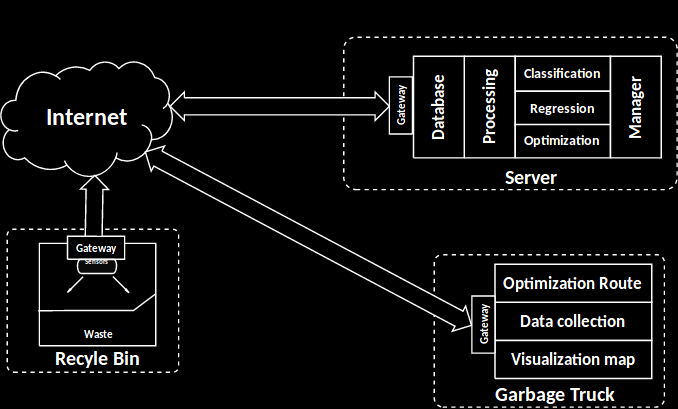 Internet
Gateway
Database
Processing
Classification
Regression
Optimization
Manager
Server
Gateway
Sensors
Waste
Recyle Bin
Gateway
Optimization Route
Data collection
Visualization map
Garbage Truck